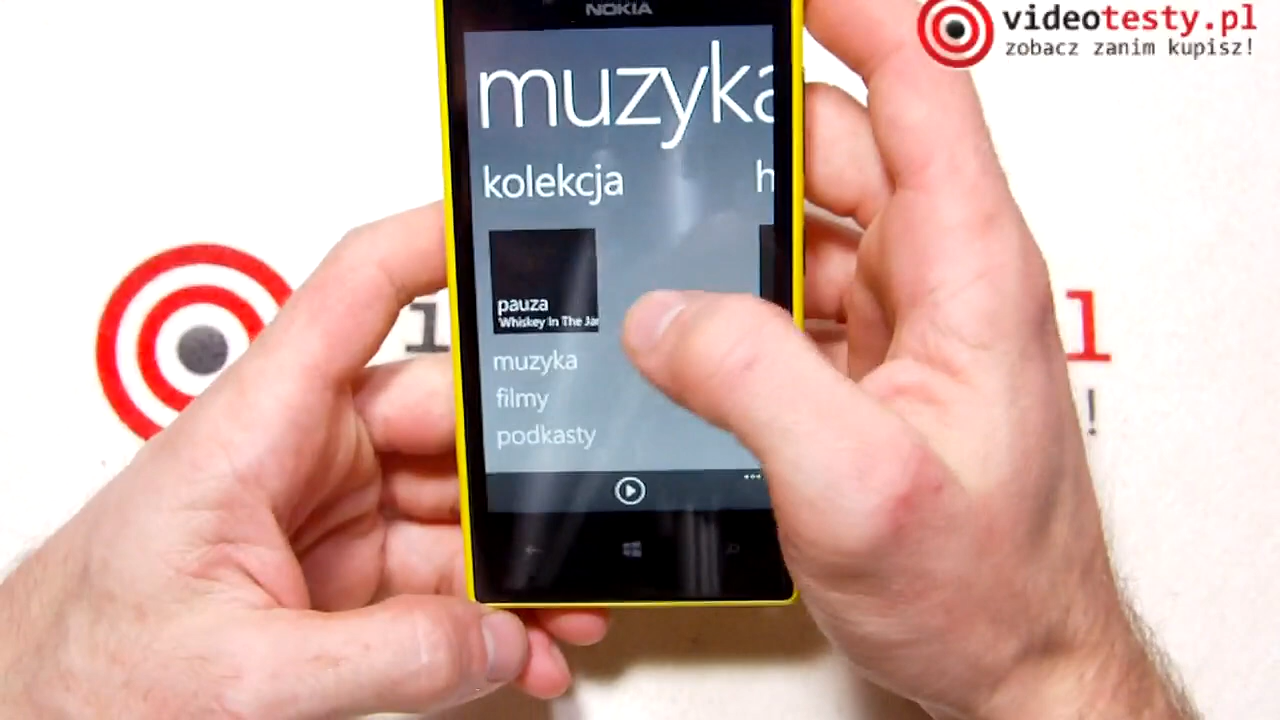 NOKIA
videotesty.pl
zobacz zanim kupisz!
muzyka
kolekcja
h
pauza
'Whiskey In The Jar
muzyka
filmy
podkasty
l
!